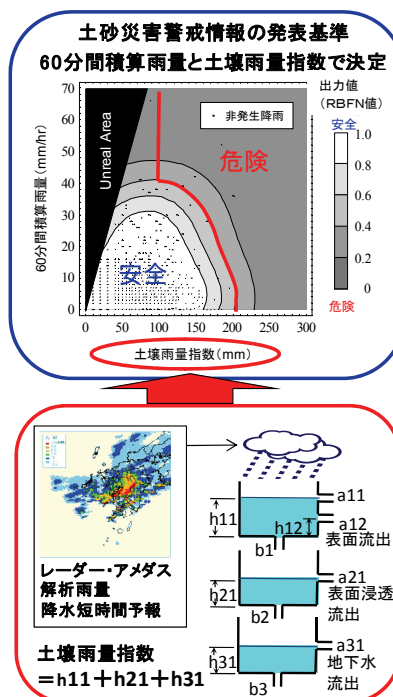 土砂災害警戒情報の発表基準
60分間積算雨量と土壌雨量指数で決定
出力値
(RBFN値)
安全
70
60
50
40
30
20
10
0
60分間積算雨量(mm/hr)
Unreal Area
・ 非発生降雨
危険
安全
1.0
0.8
0.6
0.4
0.2
0
危険
0
50
100
150
200
250
300
土壌雨量指数(mm)
レーダー・アメダス
解析雨量
降水短時間予報
h11
h12
a11
a12
b1
表面流出
h21
a21
b2
表面浸透
流出
h31
a31
b3
地下水
流出
土壌雨量指数
=h11+h21+h31